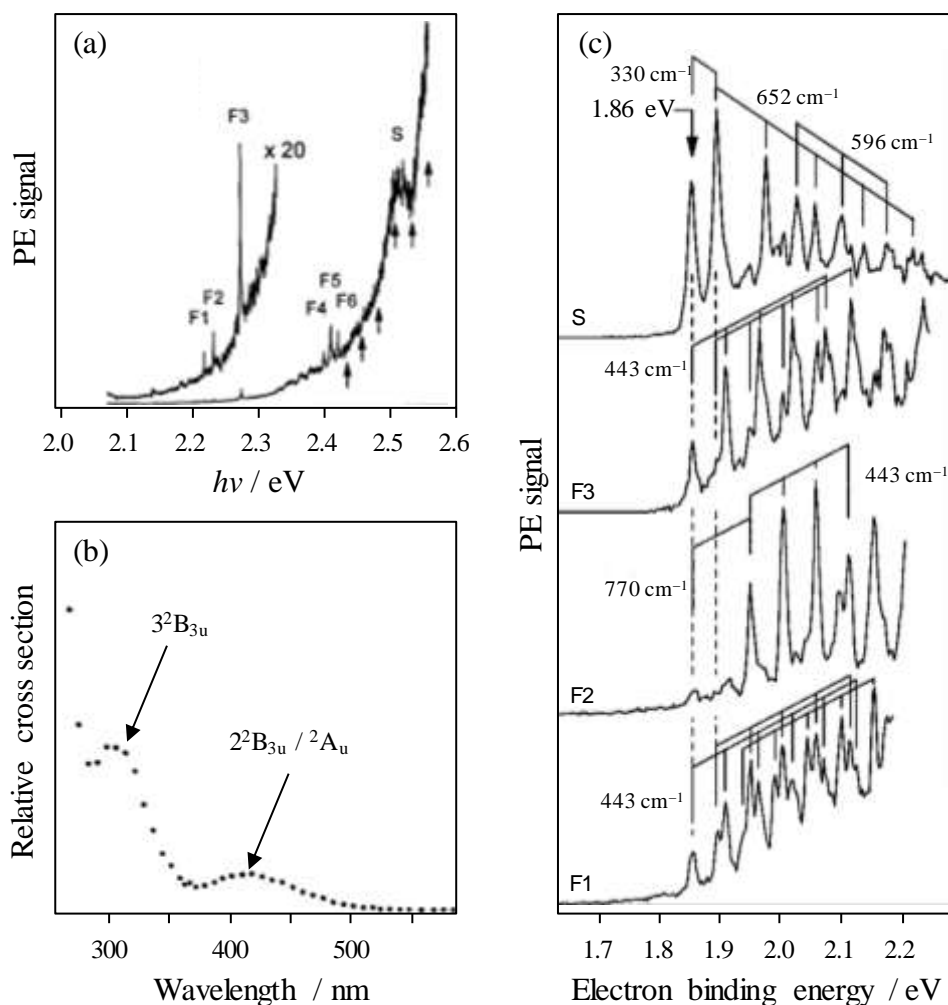 (a)
F3
x 20
S
F2
F1
F5
F4
F6
PE signal
2.0 2.1 2.2 2.3 2.4 2.5 2.6
hν / eV
(b)
3²B₃ᵤ
2²B₃ᵤ / ²Aᵤ
Relative cross section
300 400 500
Wavelength / nm
(c)
330 cm⁻¹
652 cm⁻¹
1.86 eV
596 cm⁻¹
S
443 cm⁻¹
F3
443 cm⁻¹
770 cm⁻¹
F2
443 cm⁻¹
F1
PE signal
1.7 1.8 1.9 2.0 2.1 2.2
Electron binding energy / eV